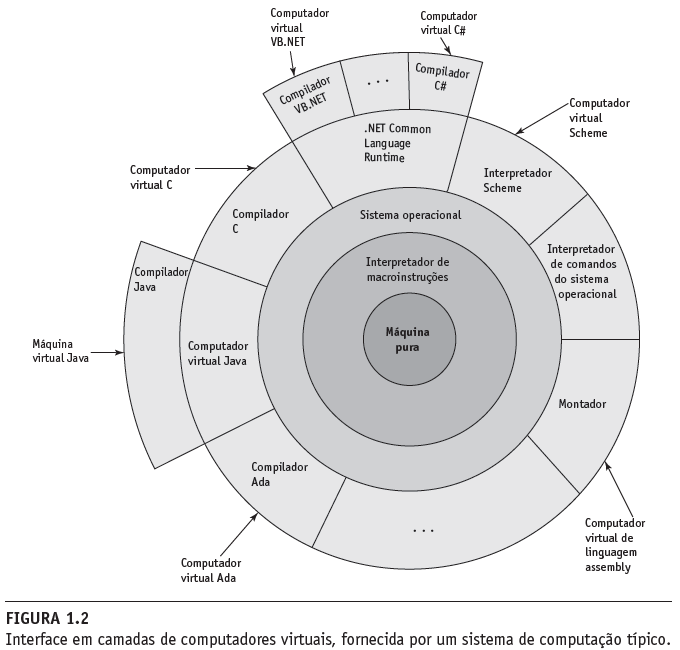 Computador
virtual
VB.NET
Computador
virtual C#
Compilador
VB.NET
. . .
Compilador
C#
Computador
virtual
Scheme
.NET Common
Language
Runtime
Computador
virtual C
Interpretador
Scheme
Compilador
C
Sistema operacional
Interpretador
de comandos
do sistema
operacional
Interpretador de
macroinstruções
Compilador
Java
Máquina
pura
Máquina
virtual Java
Computador
virtual Java
Montador
Compilador
Ada
. . .
Computador
virtual de
linguagem
assembly
Computador
virtual Ada
FIGURA 1.2
Interface em camadas de computadores virtuais, fornecida por um sistema de computação típico.